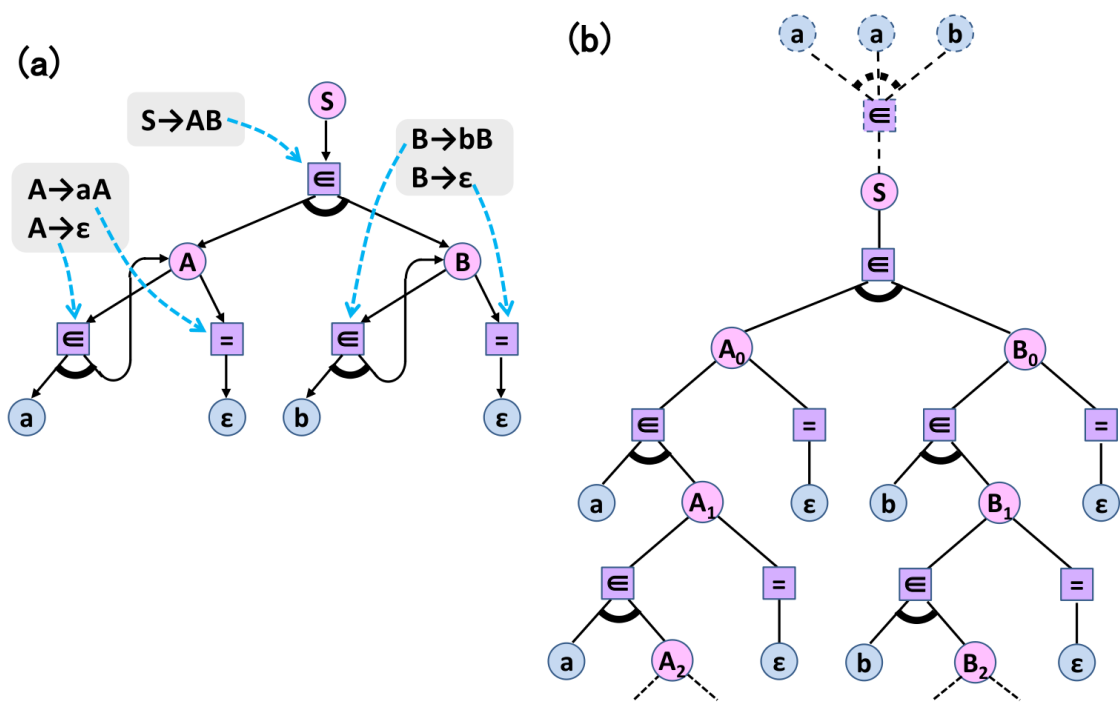 (a)
S
S→AB
∈
B→bB
B→ε
A→aA
A→ε
A
B
∈
=
∈
=
a
ε
b
ε
(b)
a
a
b
∈
S
∈
A₀
B₀
∈
=
∈
=
a
A₁
ε
b
B₁
ε
∈
=
∈
=
a
A₂
ε
b
B₂
ε